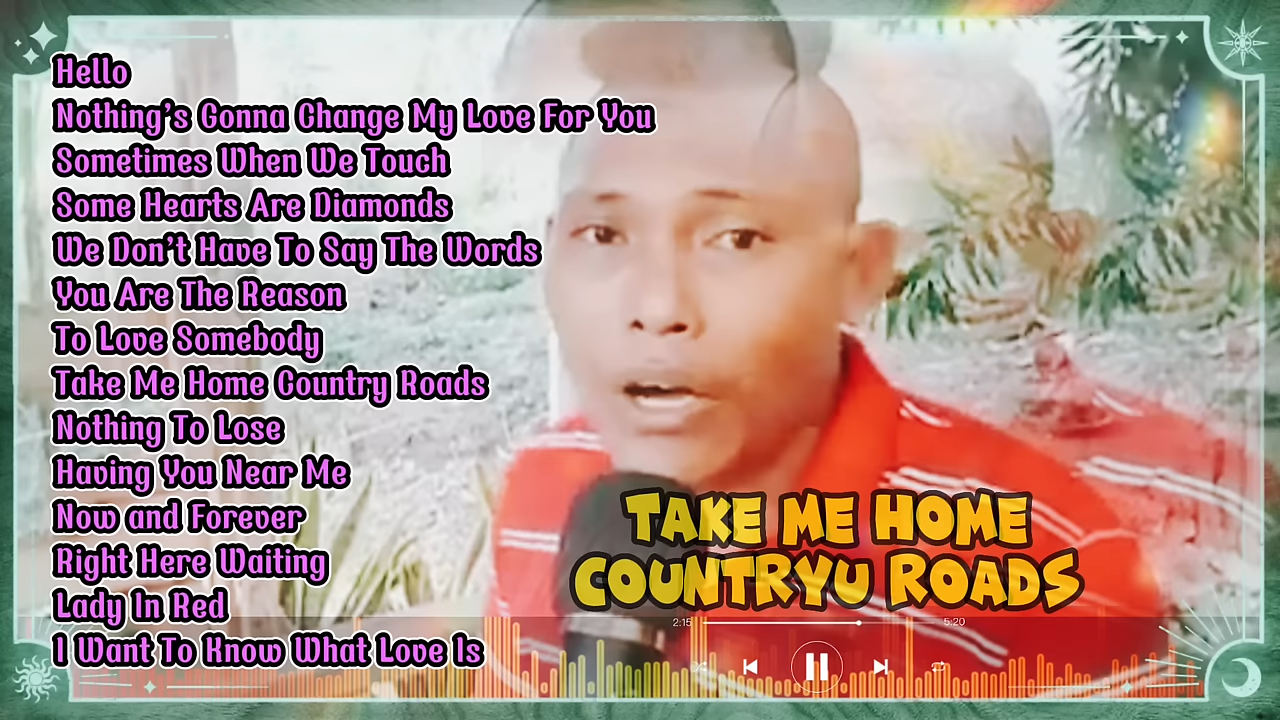 Hello
Nothing's Gonna Change My Love For You
Sometimes When We Touch
Some Hearts Are Diamonds
We Don't Have To Say The Words
You Are The Reason
To Love Somebody
Take Me Home Country Roads
Nothing To Lose
Having You Near Me
Now and Forever
Right Here Waiting
Lady In Red
I Want To Know What Love Is
TAKE ME HOME
COUNTRYU ROADS
2:15 5:20